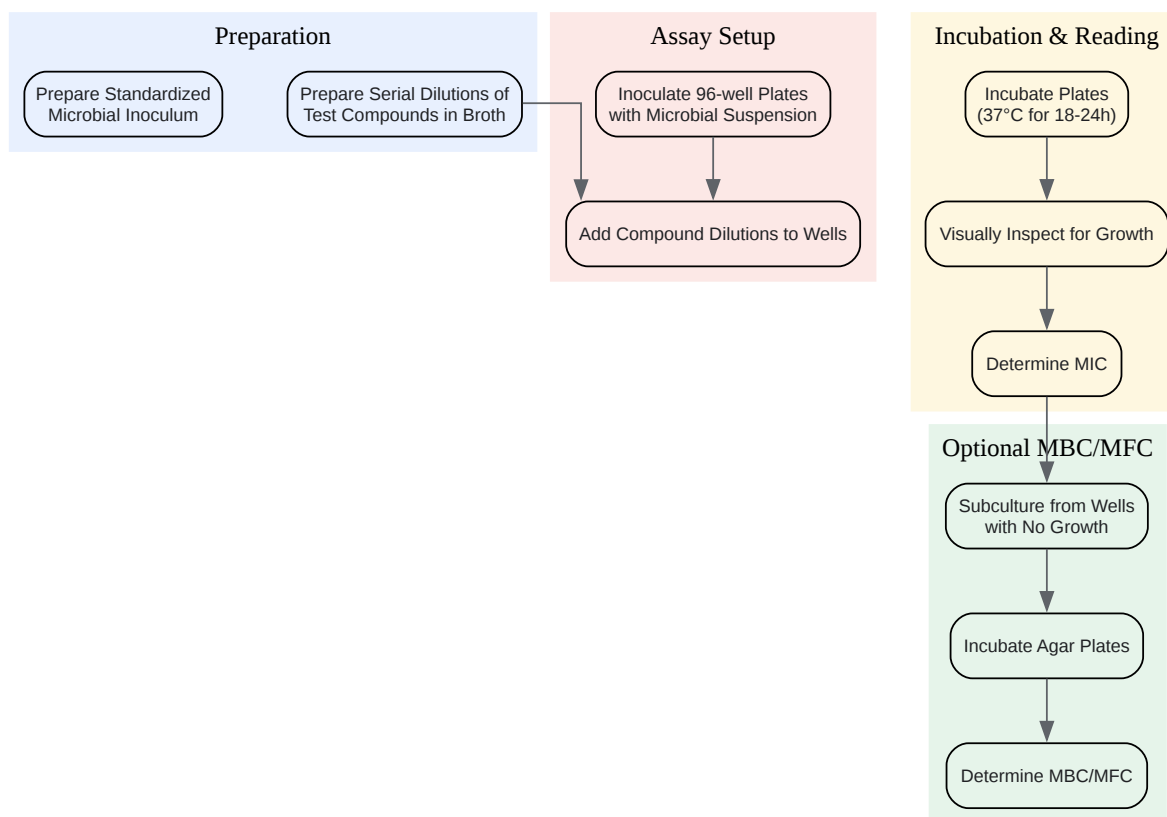 Preparation
Prepare Standardized
Microbial Inoculum
Prepare Serial Dilutions of
Test Compounds in Broth
Assay Setup
Inoculate 96-well Plates
with Microbial Suspension
Add Compound Dilutions to Wells
Incubation & Reading
Incubate Plates
(37°C for 18-24h)
Visually Inspect for Growth
Determine MIC
Optional MBC/MFC
Subculture from Wells
with No Growth
Incubate Agar Plates
Determine MBC/MFC